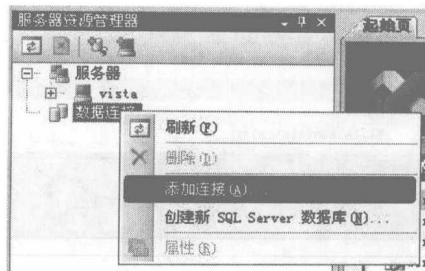 服务器资源管理器
起始页
服务器
vista
数据连接
刷新(F)
删除(D)
添加连接(A)...
创建新 SQL Server 数据库(N)...
属性(R)